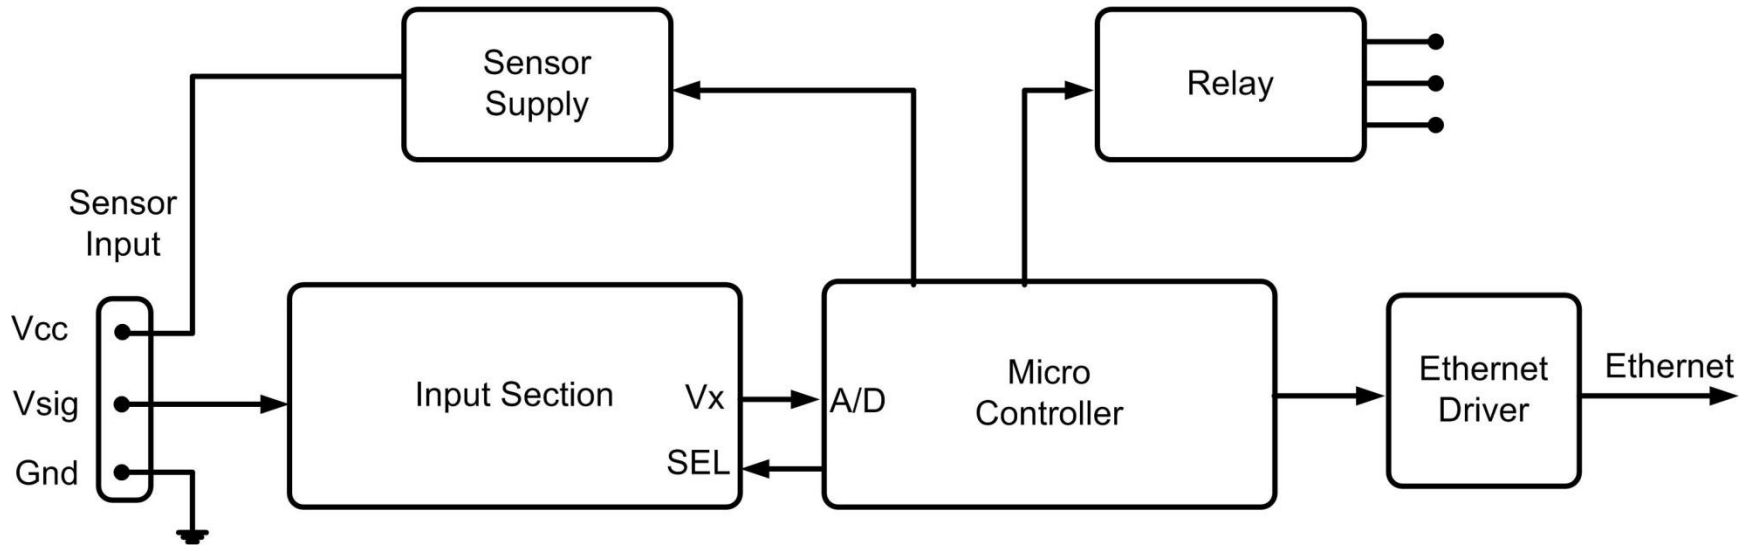 Sensor
Supply
Relay
Sensor
Input
Vcc
Vsig
Gnd
Input Section
Vx
SEL
A/D
Micro
Controller
Ethernet
Driver
Ethernet